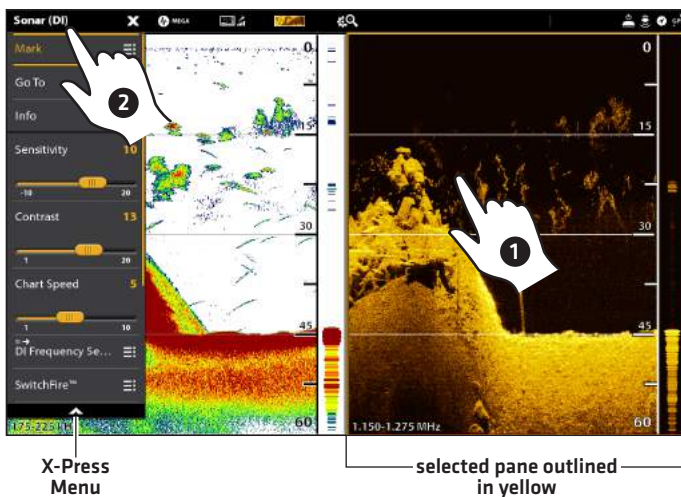 Sonar (DI)
MEGA
Mark
Go To
Info
Sensitivity 10
-10 20
Contrast 13
1 20
Chart Speed 5
1 10
DI Frequency Se...
SwitchFire™
175-225 kHz
0
15
30
45
60
0
15
30
45
60
1.150-1.275 MHz
2
1
X-Press
Menu
selected pane outlined
in yellow